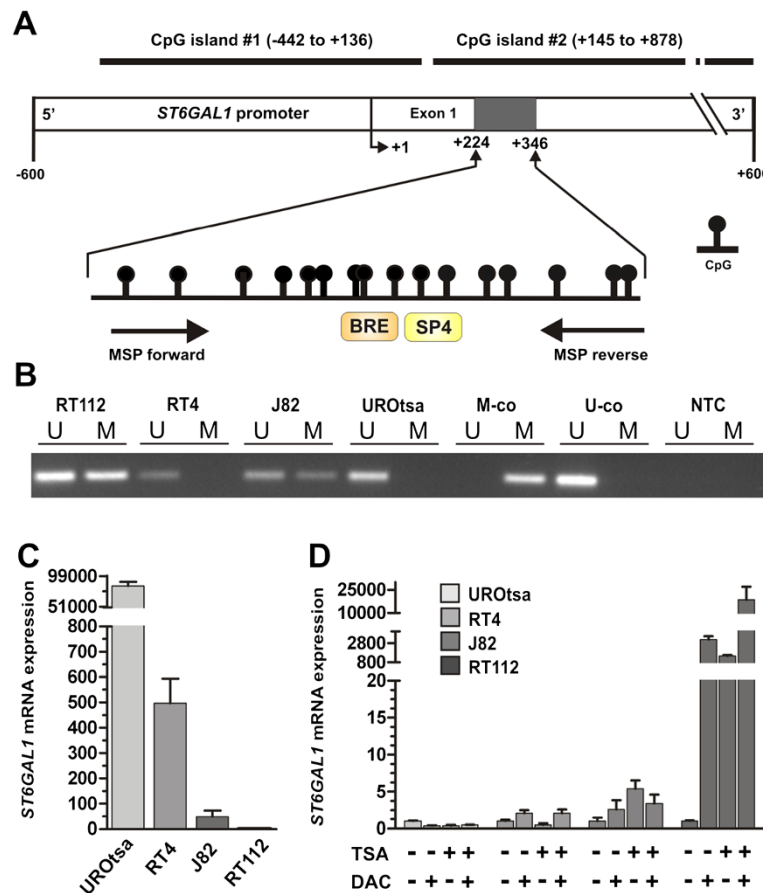 A
CpG island #1 (-442 to +136) CpG island #2 (+145 to +878)
5’ ST6GAL1 promoter Exon 1 3’
+1 +224 +346
-600 +600
CpG
BRE SP4
MSP forward MSP reverse
B
RT112 RT4 J82 UROtsa M-co U-co NTC
U M U M U M U M U M U M U M
C
ST6GAL1 mRNA expression
99000
51000
800
700
600
500
400
300
200
100
0
UROtsa RT4 J82 RT112
D
ST6GAL1 mRNA expression
25000
10000
2800
800
20
15
10
5
0
UROtsa
RT4
J82
RT112
TSA - - + + - - + + - - + + - - + +
DAC - + - + - + - + - + - + - + - +